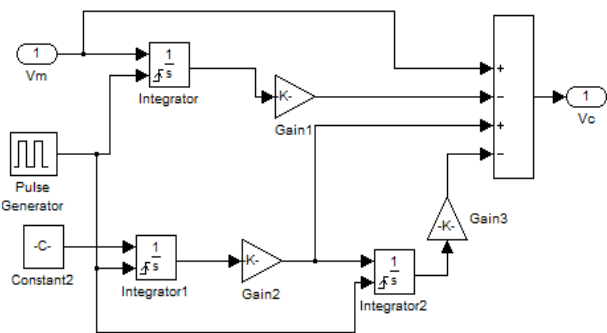 1
Vm
1
s
Integrator
K-
Gain1
+
−
+
−
1
Vc
Pulse
Generator
-C-
Constant2
1
s
Integrator1
K-
Gain2
1
s
Integrator2
-K-
Gain3